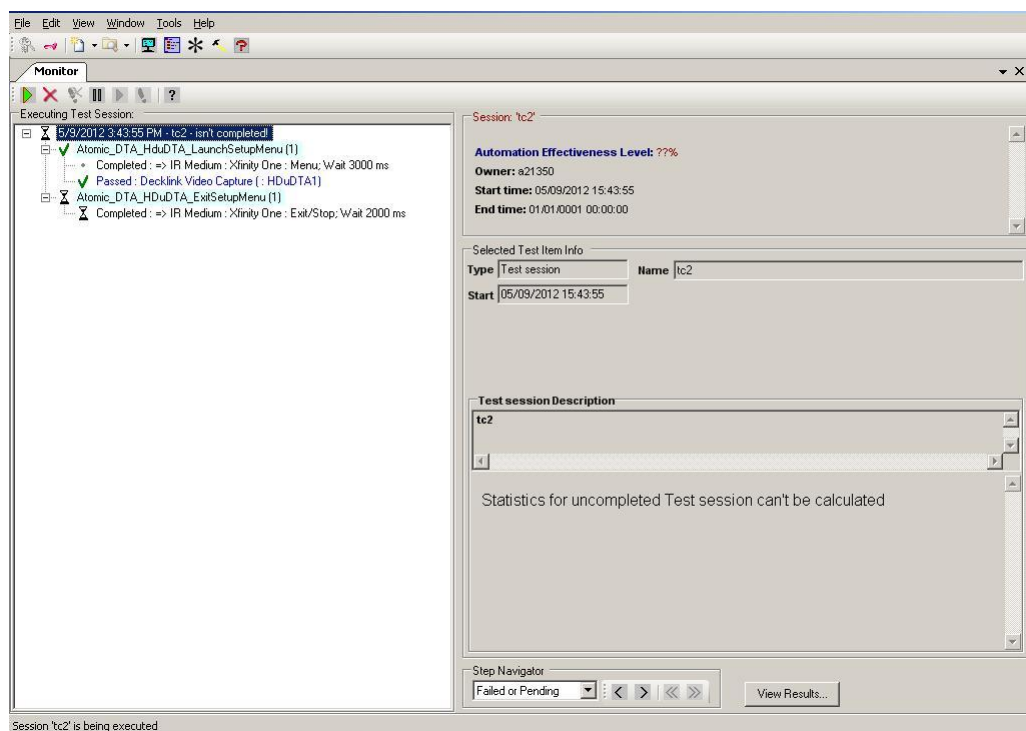 File Edit View Window Tools Help
Monitor
Executing Test Session:
5/9/2012 3:43:55 PM - tc2 - isn't completed!
Atomic_DTA_HduDTA_LaunchSetupMenu (1)
Completed : => IR Medium : Xfinity One : Menu; Wait 3000 ms
Passed : Decklink Video Capture ( : HDuDTA1)
Atomic_DTA_HDuDTA_ExitSetupMenu (1)
Completed : => IR Medium : Xfinity One : Exit/Stop; Wait 2000 ms
Session: 'tc2'
Automation Effectiveness Level: ??%
Owner: a21350
Start time: 05/09/2012 15:43:55
End time: 01/01/0001 00:00:00
Selected Test Item Info
Type Test session Name tc2
Start 05/09/2012 15:43:55
Test session Description
tc2
Statistics for uncompleted Test session can't be calculated
Step Navigator
Failed or Pending View Results...
Session 'tc2' is being executed